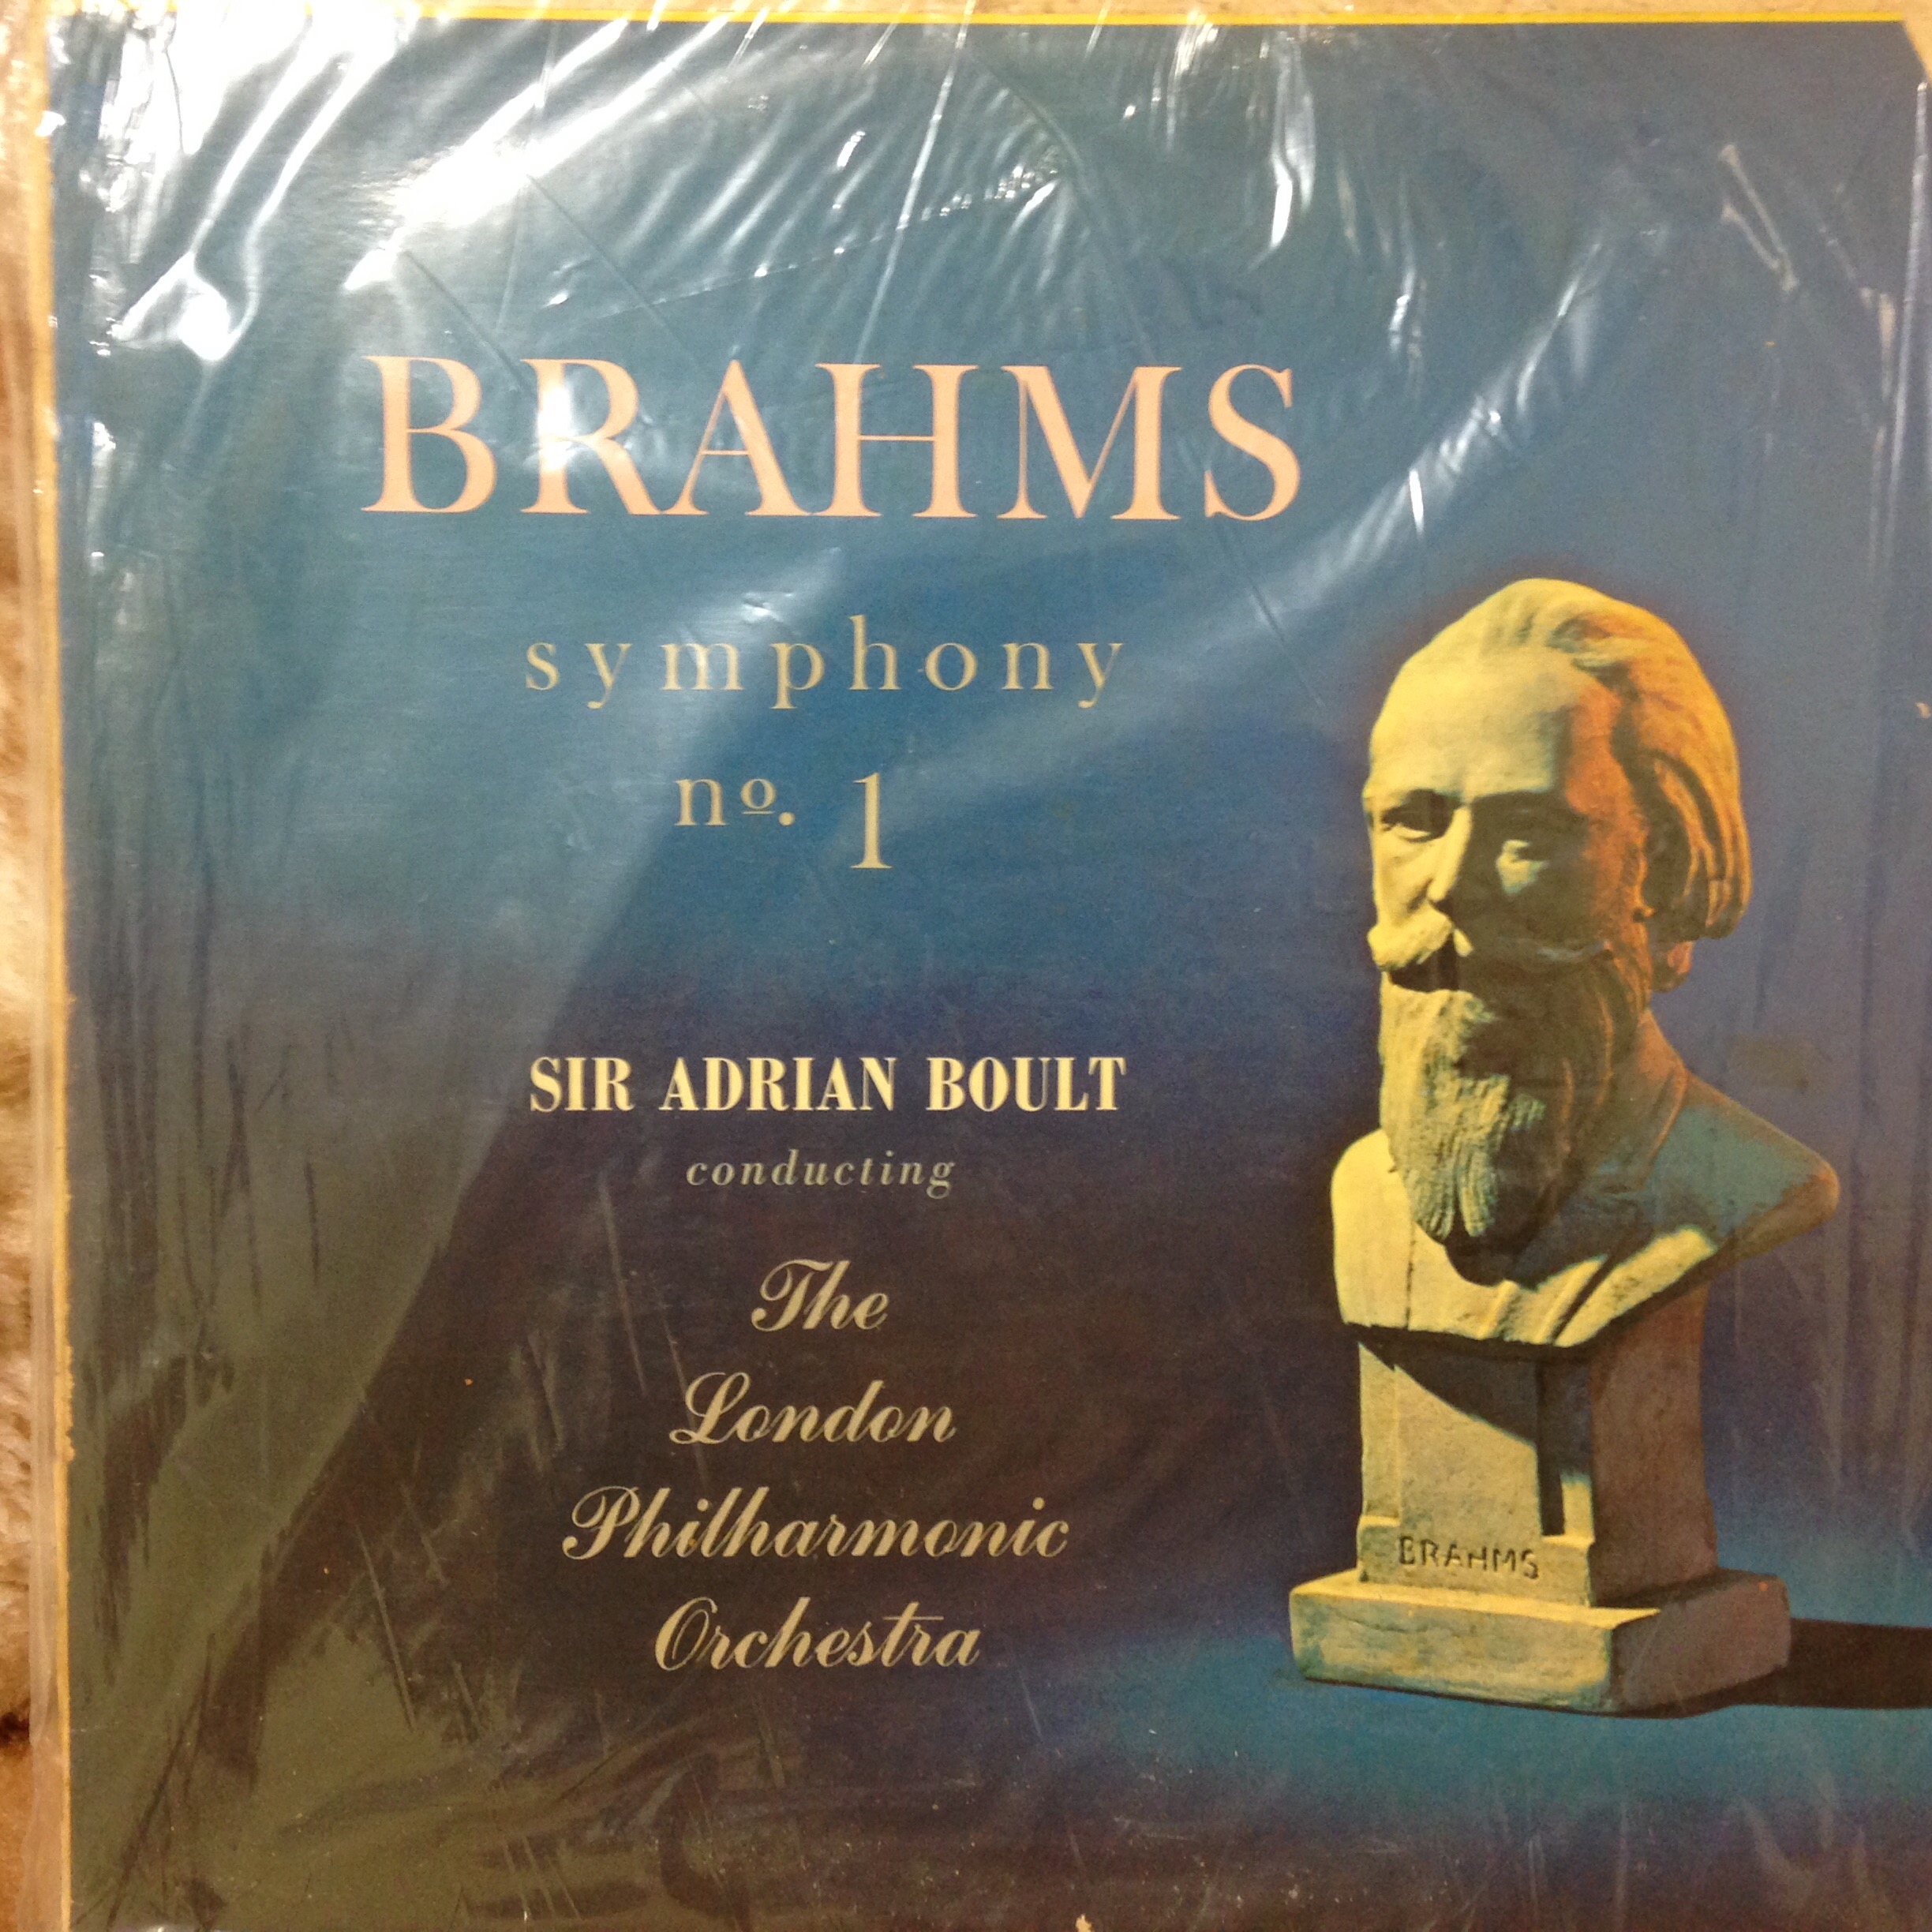 BRAHMS
symphony
nº. 1
SIR ADRIAN BOULT
conducting
The
London
Philharmonic
Orchestra
BRAHMS